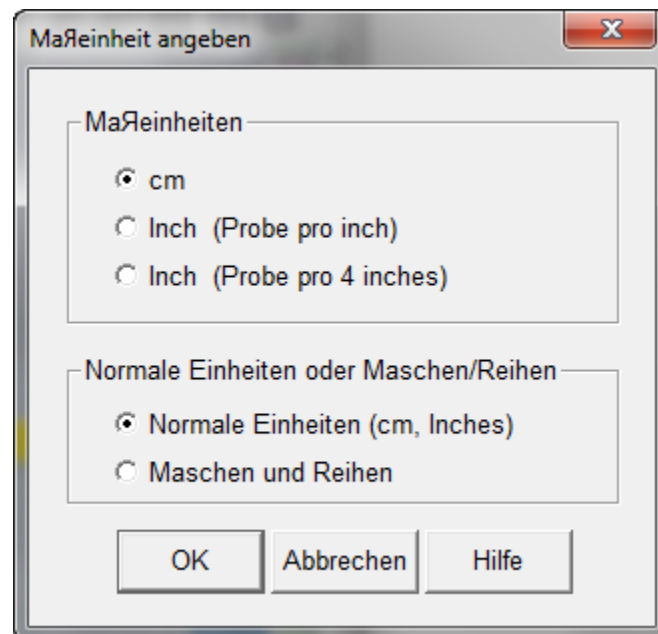 MaЯeinheit angeben
MaЯeinheiten
cm
Inch (Probe pro inch)
Inch (Probe pro 4 inches)
Normale Einheiten oder Maschen/Reihen
Normale Einheiten (cm, Inches)
Maschen und Reihen
OK
Abbrechen
Hilfe